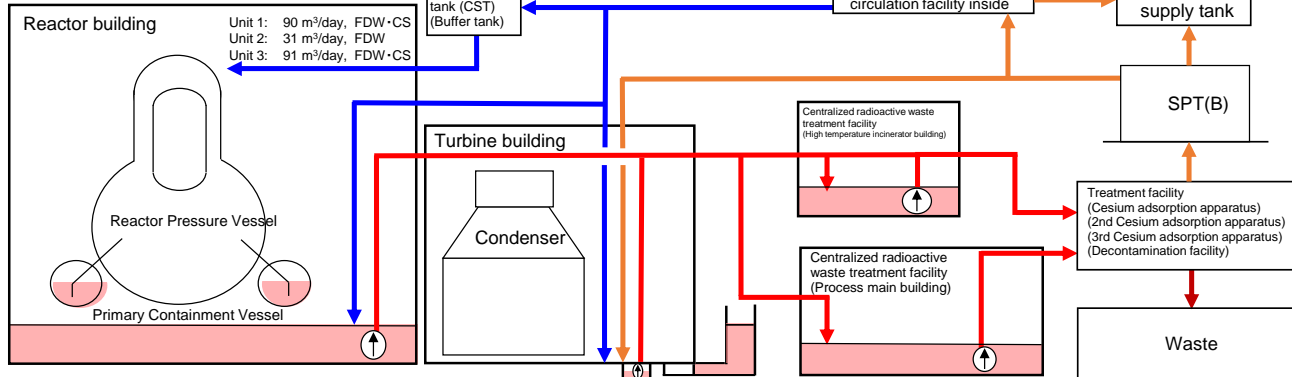 Reactor building
Unit 1: 90 m³/day, FDW・CS
Unit 2: 31 m³/day, FDW
Unit 3: 91 m³/day, FDW・CS
tank (CST)
(Buffer tank)
circulation facility inside
supply tank
SPT(B)
Turbine building
Centralized radioactive waste
treatment facility
(High temperature incinerator building)
Reactor Pressure Vessel
Condenser
Treatment facility
(Cesium adsorption apparatus)
(2nd Cesium adsorption apparatus)
(3rd Cesium adsorption apparatus)
(Decontamination facility)
Centralized radioactive
waste treatment facility
(Process main building)
Primary Containment Vessel
Waste